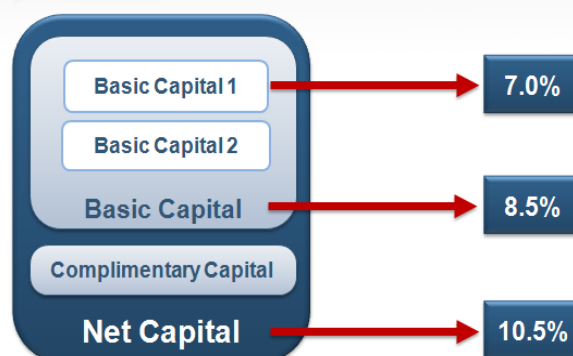 Basic Capital 1
7.0%
Basic Capital 2
Basic Capital
8.5%
Complimentary Capital
Net Capital
10.5%